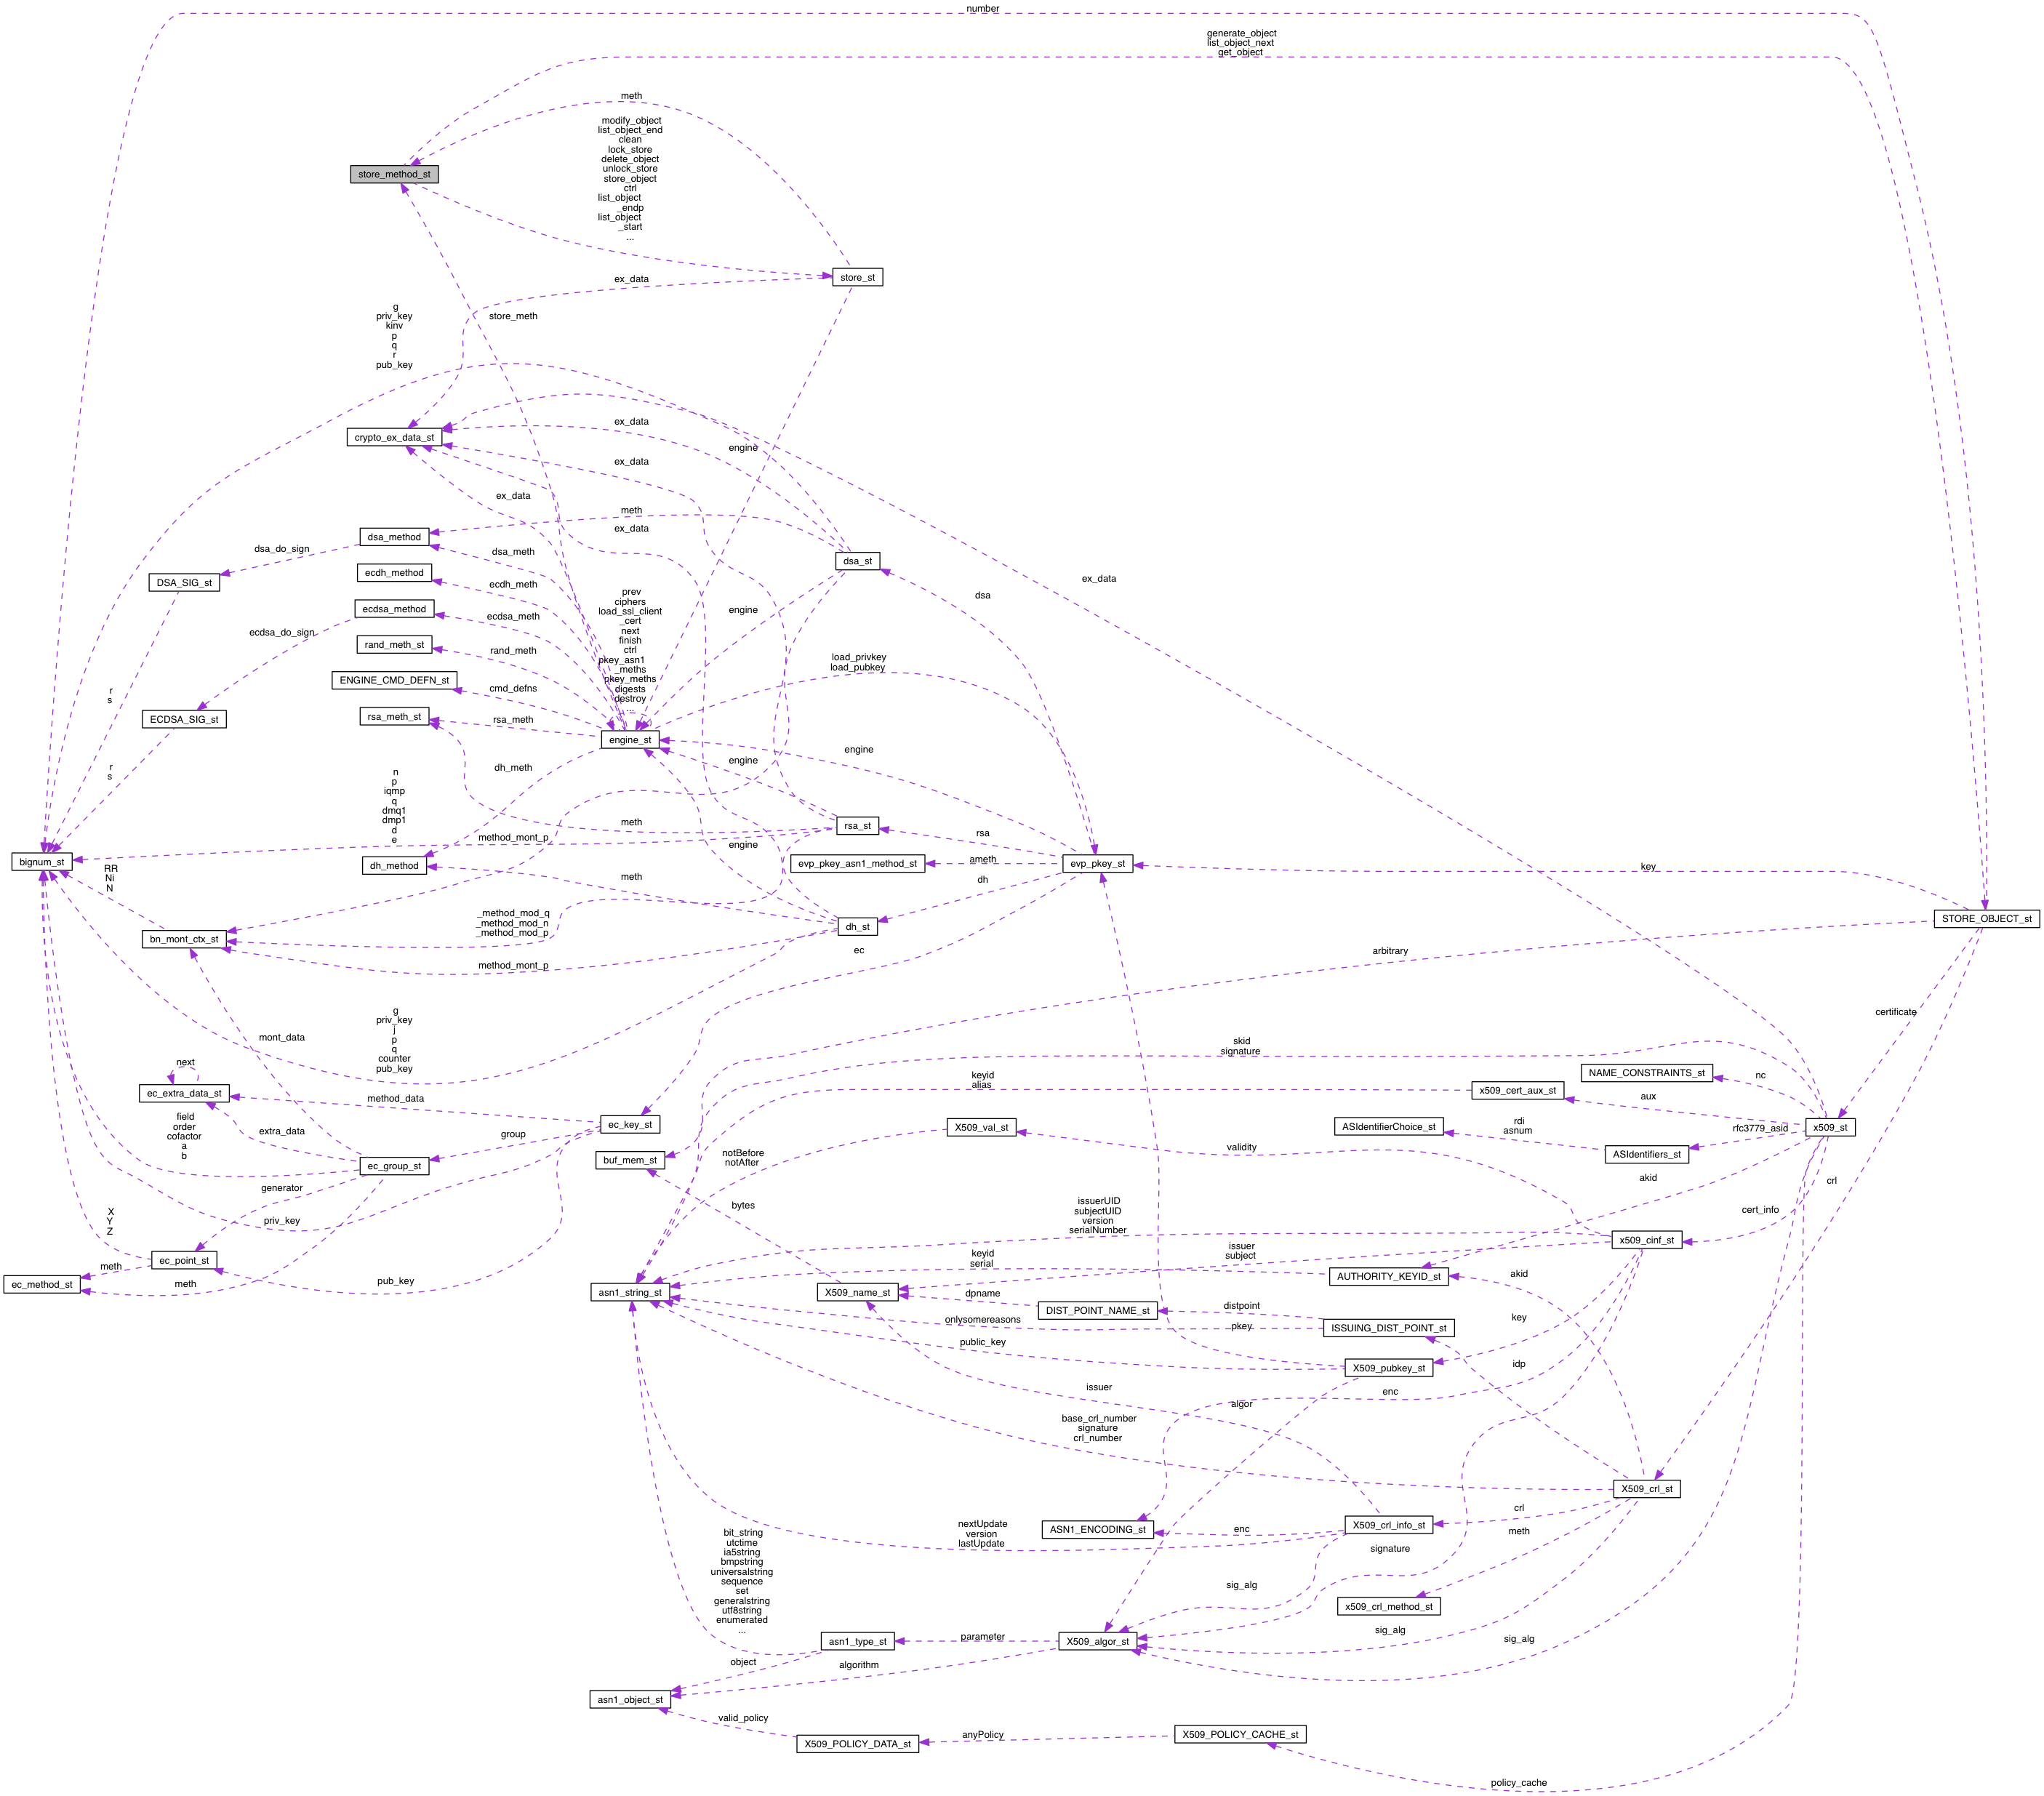 number
generate_object
list_object_next
get_object
meth
modify_object
list_object_end
clean
lock_store
delete_object
unlock_store
store_object
ctrl
list_object
_endp
list_object
_start
...
store_method_st
store_st
ex_data
store_meth
g
priv_key
kinv
p
q
r
pub_key
crypto_ex_data_st
ex_data
engine
ex_data
ex_data
ex_data
meth
dsa_method
dsa_do_sign
dsa_meth
dsa_st
ex_data
DSA_SIG_st
ecdh_method
ecdh_meth
dsa
ecdsa_method
ecdsa_meth
engine
prev
ciphers
load_ssl_client
_cert
next
finish
ctrl
pkey_asn1
_meths
pkey_meths
digests
destroy
...
ecdsa_do_sign
rand_meth_st
rand_meth
load_privkey
load_pubkey
ENGINE_CMD_DEFN_st
cmd_defns
r
s
ECDSA_SIG_st
rsa_meth_st
rsa_meth
engine_st
engine
engine
dh_meth
r
s
n
p
iqmp
q
dmq1
dmp1
d
e
meth
rsa_st
rsa
method_mont_p
engine
bignum_st
dh_method
evp_pkey_asn1_method_st
ameth
evp_pkey_st
key
RR
Ni
N
meth
dh
_method_mod_q
_method_mod_n
_method_mod_p
bn_mont_ctx_st
dh_st
STORE_OBJECT_st
ec
arbitrary
method_mont_p
g
priv_key
j
p
q
counter
pub_key
mont_data
certificate
skid
signature
next
ec_extra_data_st
method_data
keyid
alias
x509_cert_aux_st
NAME_CONSTRAINTS_st
nc
aux
field
order
cofactor
a
b
extra_data
ec_key_st
group
X509_val_st
ASIdentifierChoice_st
rdi
asnum
rfc3779_asid
x509_st
ec_group_st
buf_mem_st
notBefore
notAfter
validity
ASIdentifiers_st
generator
akid
crl
X
Y
Z
priv_key
bytes
issuerUID
subjectUID
version
serialNumber
cert_info
x509_cinf_st
ec_point_st
issuer
subject
keyid
serial
meth
ec_method_st
meth
pub_key
asn1_string_st
X509_name_st
dpname
AUTHORITY_KEYID_st
akid
DIST_POINT_NAME_st
distpoint
onlysomereasons
pkey
ISSUING_DIST_POINT_st
key
public_key
X509_pubkey_st
idp
issuer
enc
algor
base_crl_number
signature
crl_number
X509_crl_st
nextUpdate
version
lastUpdate
ASN1_ENCODING_st
enc
X509_crl_info_st
crl
meth
bit_string
utctime
ia5string
bmpstring
universalstring
sequence
set
generalstring
utf8string
enumerated
...
signature
sig_alg
x509_crl_method_st
asn1_type_st
parameter
X509_algor_st
sig_alg
sig_alg
object
algorithm
asn1_object_st
valid_policy
X509_POLICY_DATA_st
anyPolicy
X509_POLICY_CACHE_st
policy_cache